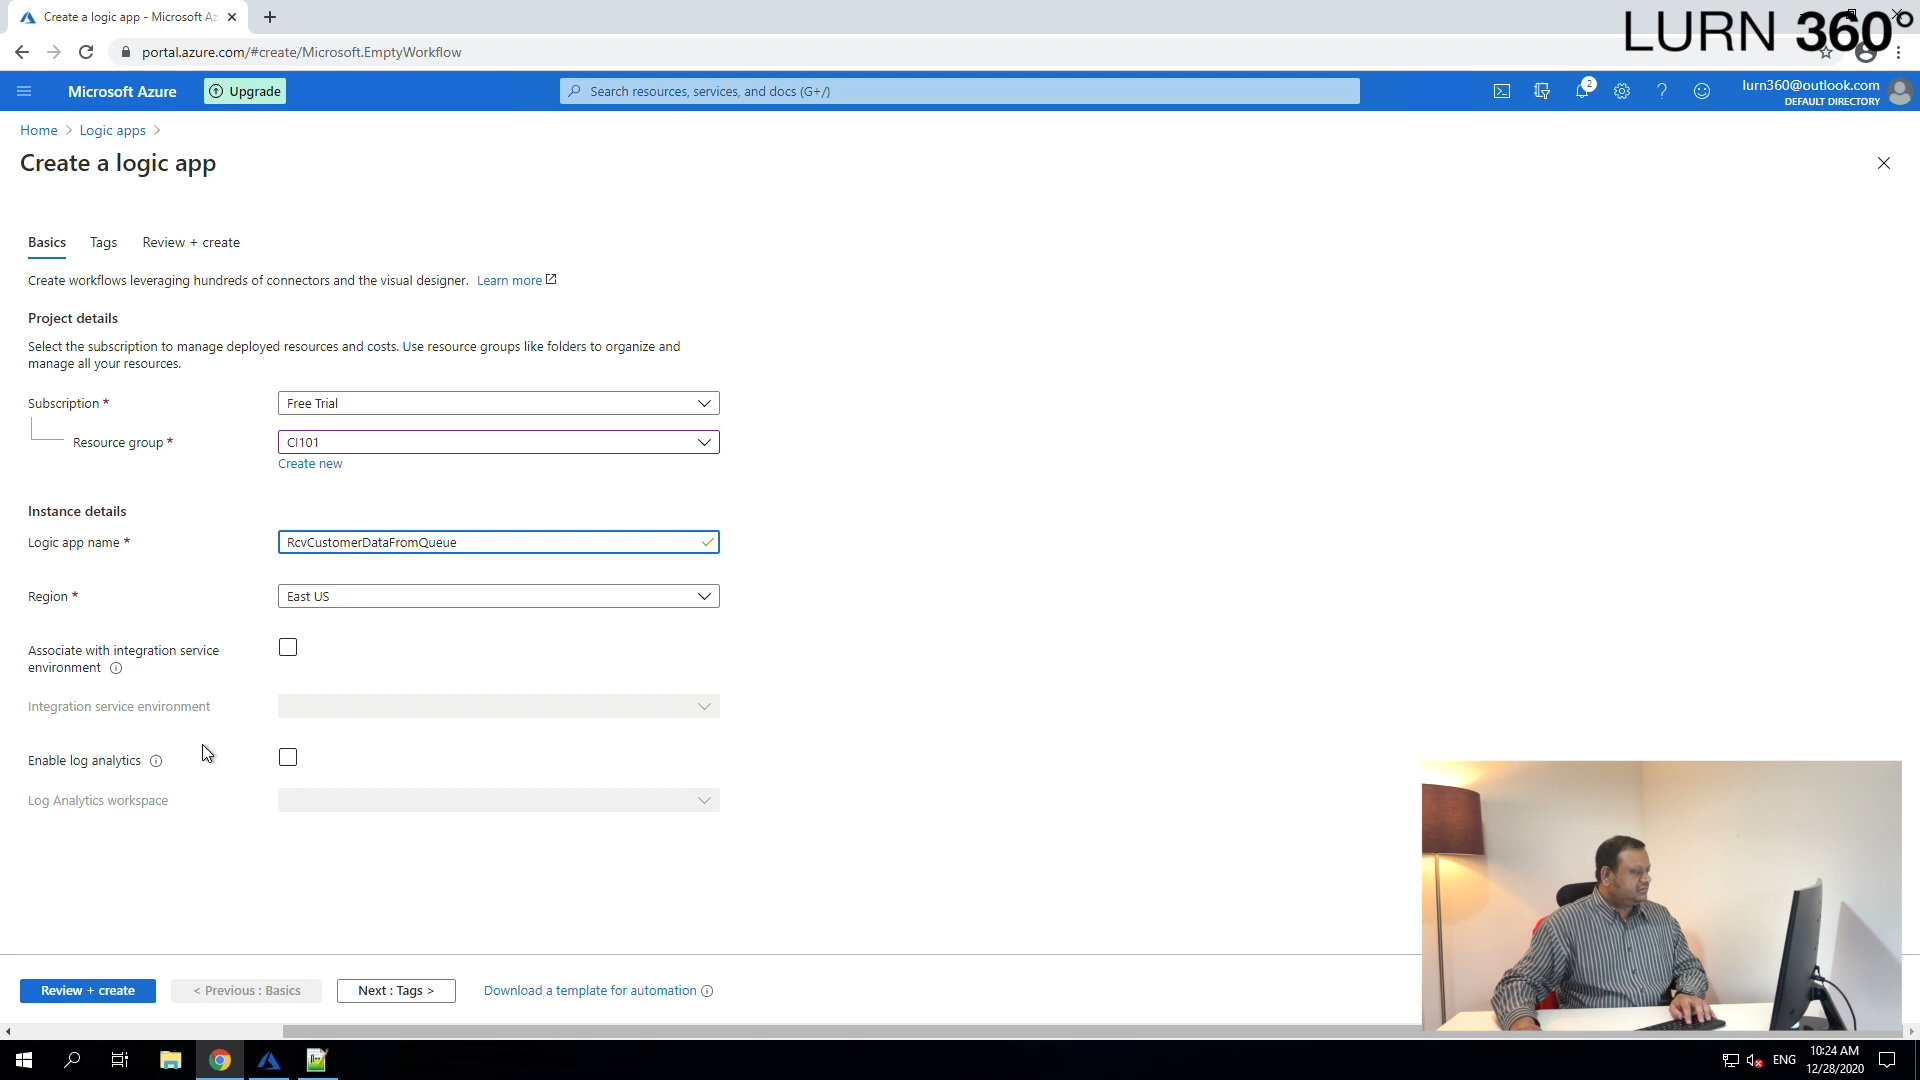 Create a logic app - Microsoft Az
LURN 360°
portal.azure.com/#create/Microsoft.EmptyWorkflow
Microsoft Azure
Upgrade
Search resources, services, and docs (G+/)
2
lurn360@outlook.com
DEFAULT DIRECTORY
Home > Logic apps >
Create a logic app
Basics Tags Review + create
Create workflows leveraging hundreds of connectors and the visual designer. Learn more
Project details
Select the subscription to manage deployed resources and costs. Use resource groups like folders to organize and
manage all your resources.
Subscription * Free Trial
Resource group * CI101
Create new
Instance details
Logic app name * RcvCustomerDataFromQueue
Region * East US
Associate with integration service
environment
Integration service environment
Enable log analytics
Log Analytics workspace
Review + create < Previous : Basics Next : Tags > Download a template for automation
ENG
10:24 AM
12/28/2020